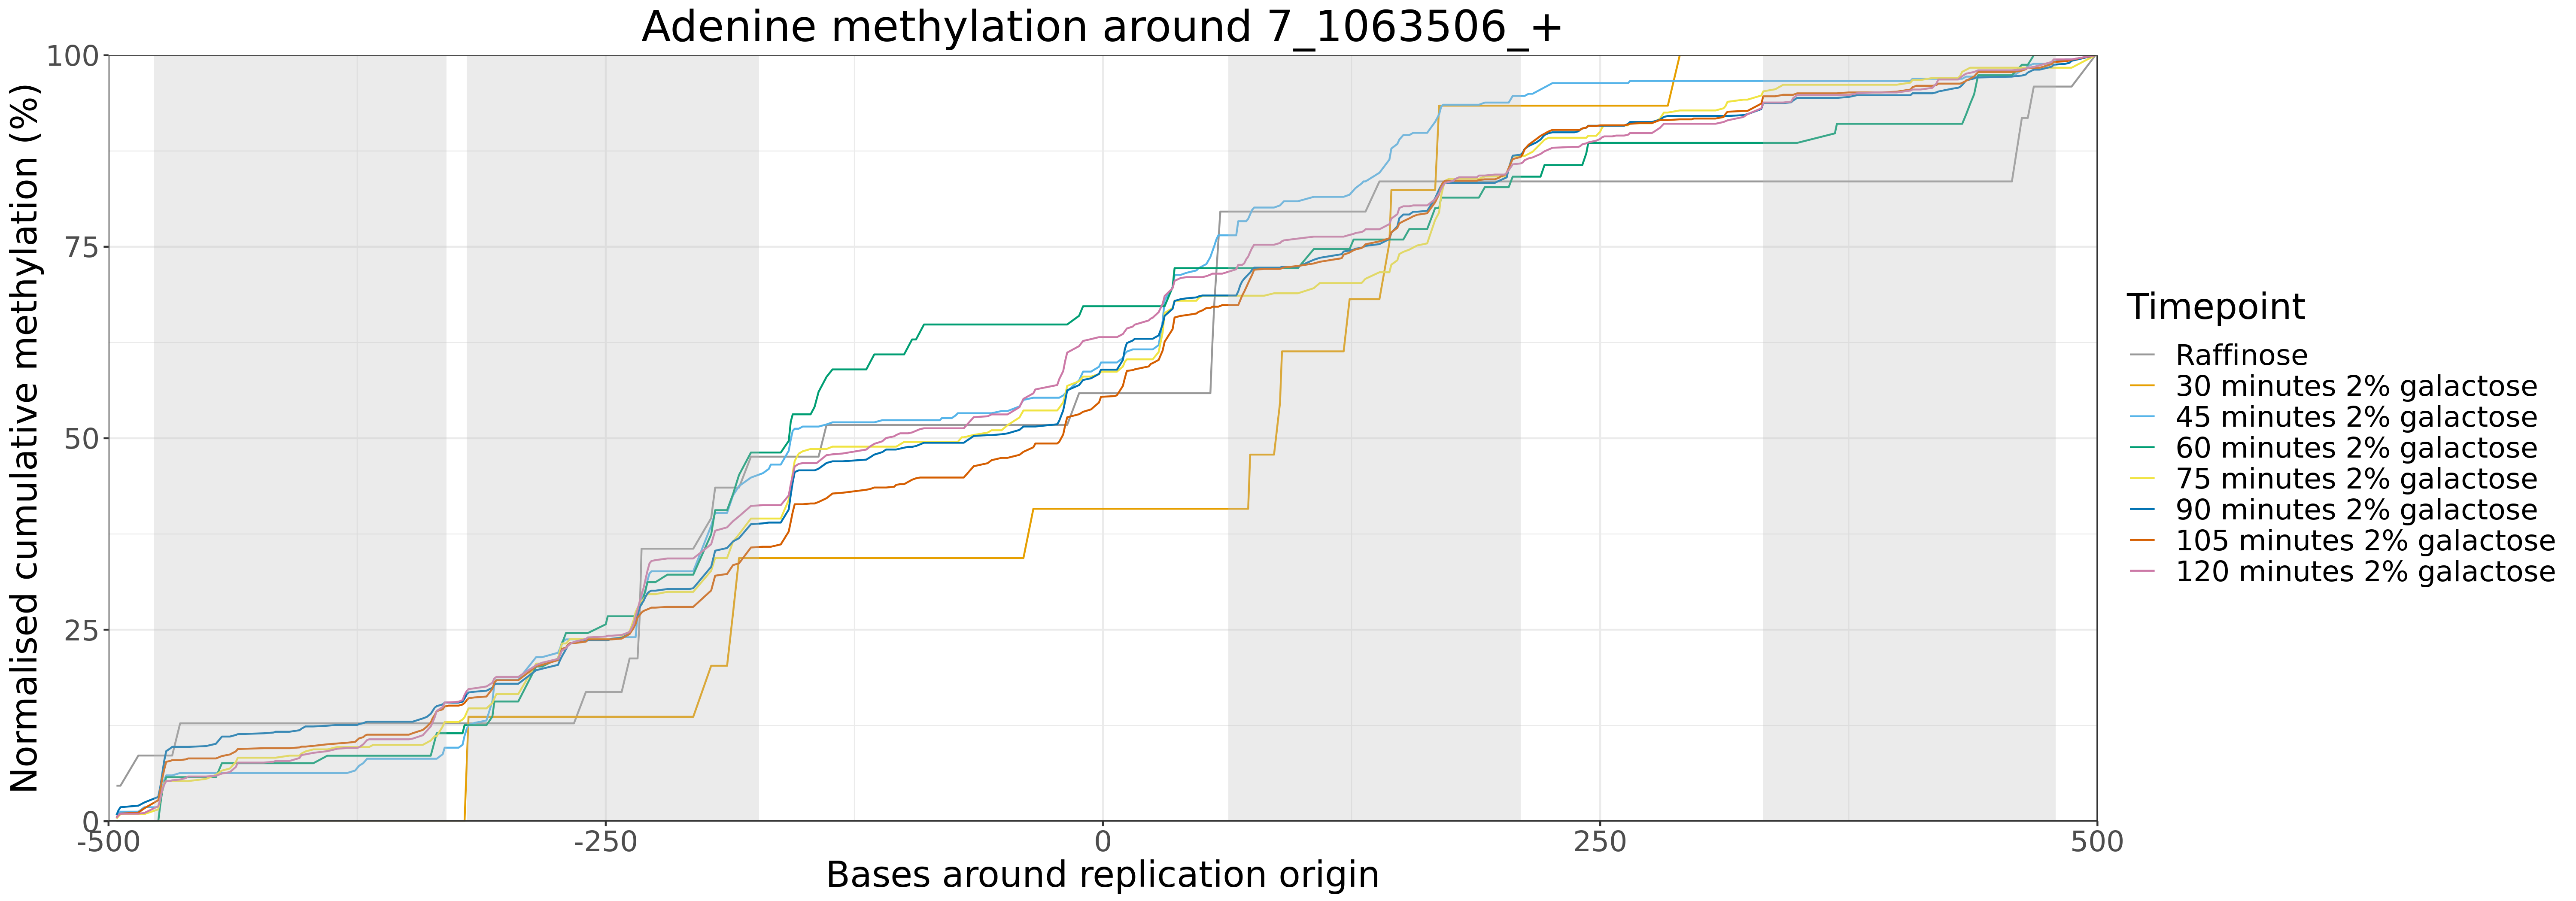 Adenine methylation around 7_1063506_+
Normalised cumulative methylation (%)
100
75
50
25
0
-500
-250
0
250
500
Bases around replication origin
Timepoint
Raffinose
30 minutes 2% galactose
45 minutes 2% galactose
60 minutes 2% galactose
75 minutes 2% galactose
90 minutes 2% galactose
105 minutes 2% galactose
120 minutes 2% galactose